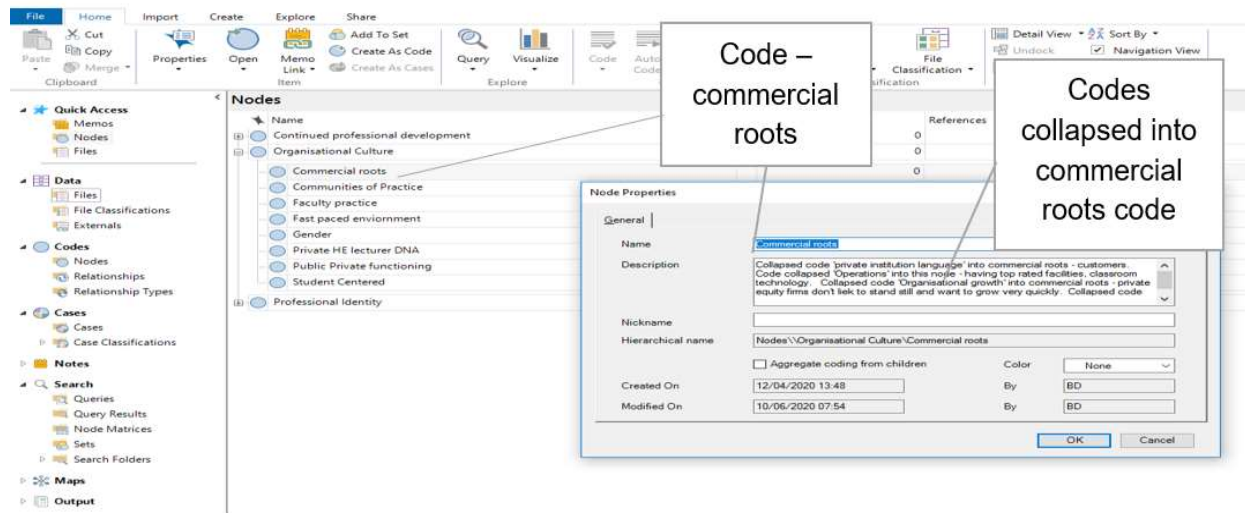 File Home Import Create Explore Share
Paste
Cut
Copy
Merge
Clipboard
Properties
Open
Memo Link
Add To Set
Create As Code
Create As Cases
Item
Query
Visualize
Explore
Code
File Classification
Detail View
Sort By
Undock
Navigation View
Code –
commercial
roots
Codes
collapsed into
commercial
roots code
Quick Access
Memos
Nodes
Files
Data
Files
File Classifications
Externals
Codes
Nodes
Relationships
Relationship Types
Cases
Cases
Case Classifications
Notes
Search
Queries
Query Results
Node Matrices
Sets
Search Folders
Maps
Output
Nodes
Name References
Continued professional development 0
Organisational Culture 0
Commercial roots 0
Communities of Practice
Faculty practice
Fast paced enviornment
Gender
Private HE lecturer DNA
Public Private functioning
Student Centered
Professional Identity
Node Properties
General
Name Commercial roots
Description Collapsed code 'private institution language' into commercial roots - customers.
Code collapsed 'Operations' into this node - having top rated facilities, classroom
technology. Collapsed code 'Organisational growth' into commercial roots - private
equity firms don't liek to stand still and want to grow very quickly. Collapsed code
Nickname
Hierarchical name Nodes\\Organisational Culture\Commercial roots
Aggregate coding from children Color None
Created On 12/04/2020 13:48 By BD
Modified On 10/06/2020 07:54 By BD
OK Cancel